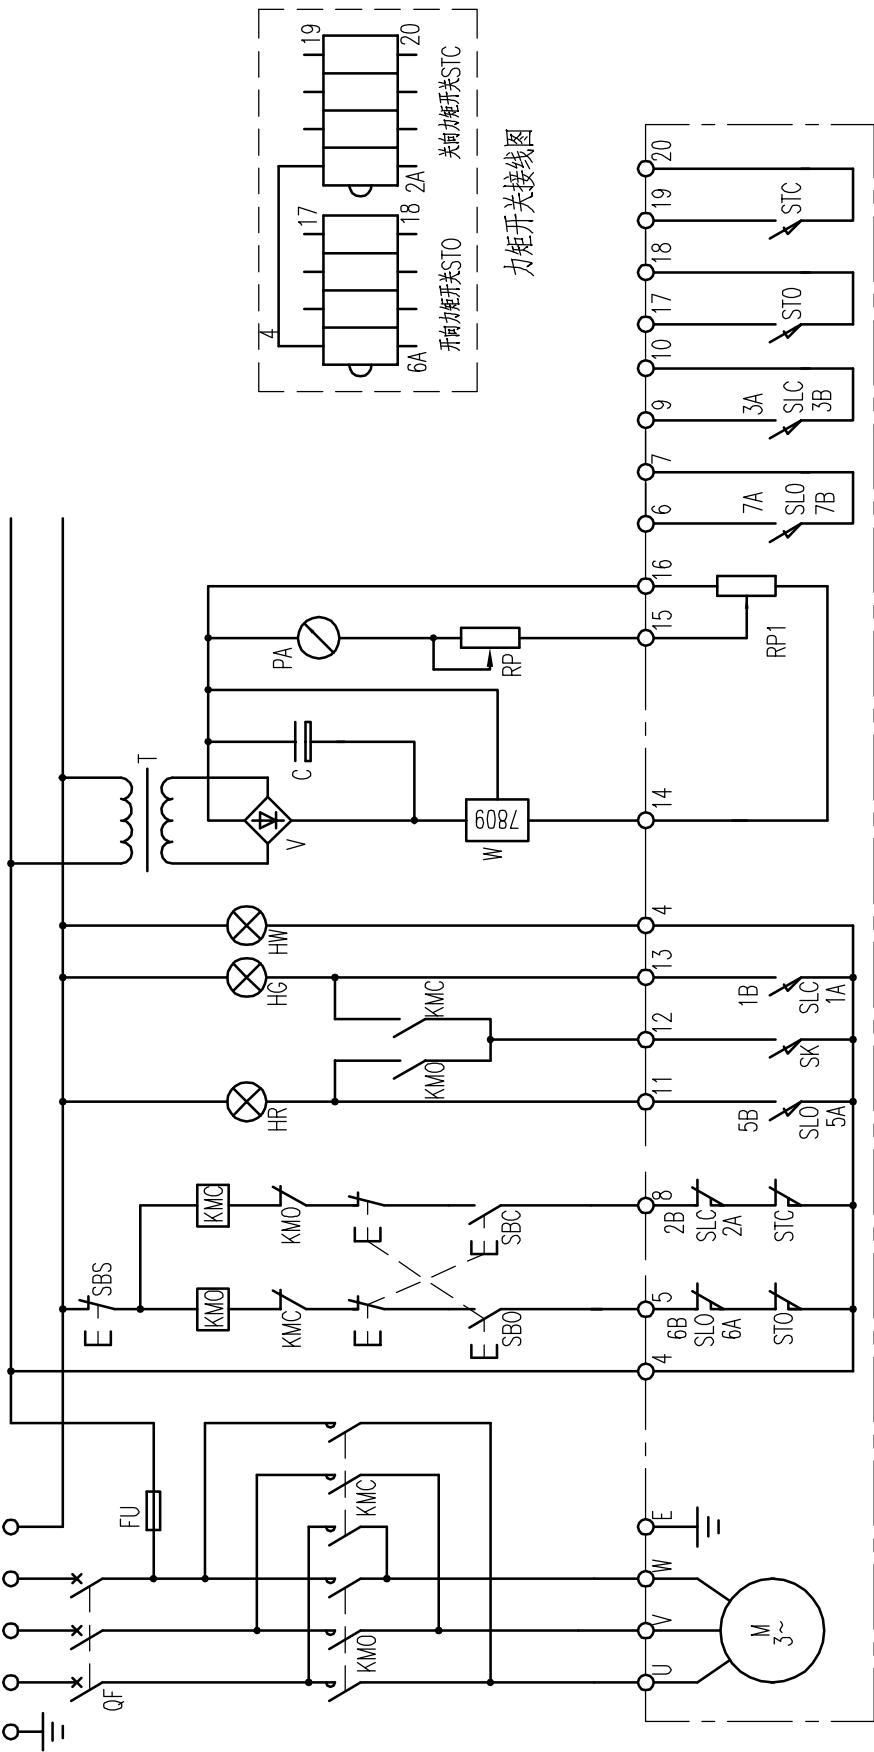 19
20
关向力矩开关STC
2A
17
18
开向力矩开关STO
4
6A
力矩开关接线图
20
19
18
17
10
9
7
6
16
15
14
4
13
12
11
8
5
4
E
W
V
U
STC
STO
3A
SLC
3B
7A
SLO
7B
RP1
PA
RP
T
C
V
7809
W
HW
HG
KMC
KMO
HR
1B
SLC
1A
SK
5B
SLO
5A
SBS
KMC
KMO
SBC
2B
SLC
2A
STC
KMO
KMC
SBO
6B
SLO
6A
STO
FU
KMC
KMO
QF
M
3~